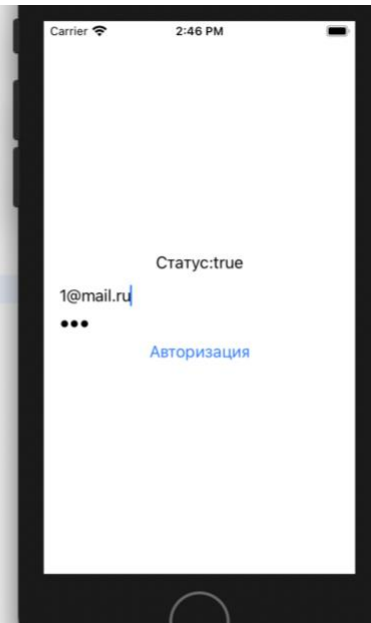 Carrier 2:46 PM
Статус:true
1@mail.ru
•••
Авторизация